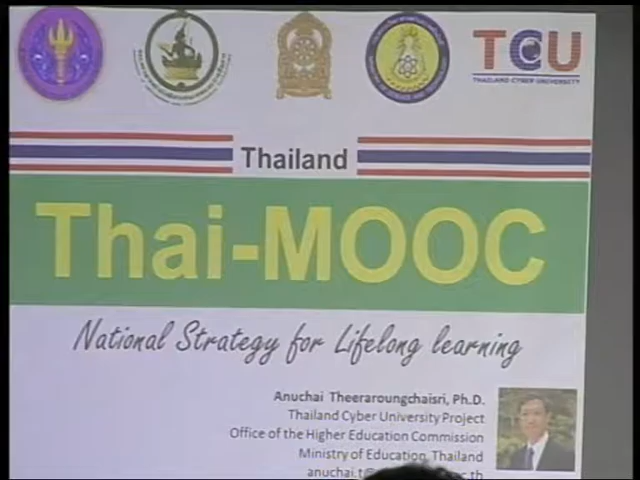 TCU
THAILAND CYBER UNIVERSITY
Thailand
Thai-MOOC
National Strategy for Lifelong learning
Anuchai Theeraroungchaisri, Ph.D.
Thailand Cyber University Project
Office of the Higher Education Commission
Ministry of Education, Thailand